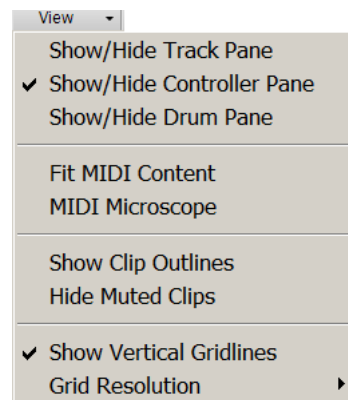 View
Show/Hide Track Pane
Show/Hide Controller Pane
Show/Hide Drum Pane
Fit MIDI Content
MIDI Microscope
Show Clip Outlines
Hide Muted Clips
Show Vertical Gridlines
Grid Resolution